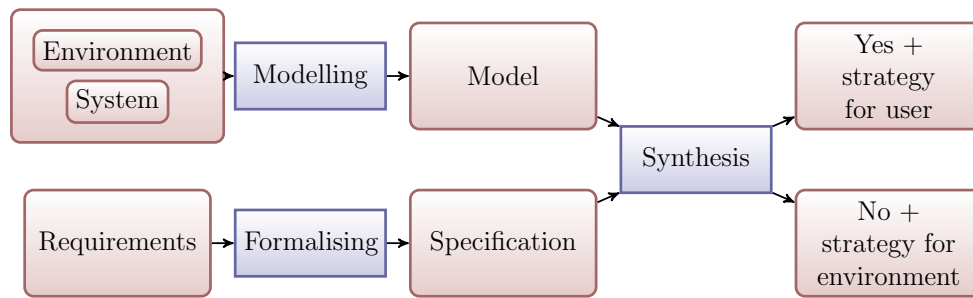 Environment
System
Modelling
Model
Yes +
strategy
for user
Synthesis
Requirements
Formalising
Specification
No +
strategy for
environment